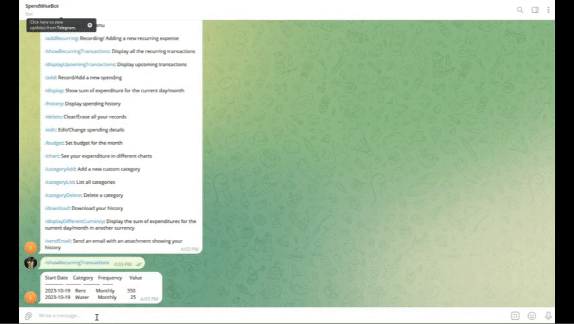 SpendWiseBot
bot
Click here to view
updates from Telegram.
menu
/addRecurring: Recording/ Adding a new recurring expense
/showRecurringTransactions: Display all the recurring transactions
/displayUpcomingTransactions: Display upcoming transactions
/add: Record/Add a new spending
/display: Show sum of expenditure for the current day/month
/history: Display spending history
/delete: Clear/Erase all your records
/edit: Edit/Change spending details
/budget: Set budget for the month
/chart: See your expenditure in different charts
/categoryAdd: Add a new custom category
/categoryList: List all categories
/categoryDelete: Delete a category
/download: Download your history
/displayDifferentCurrency: Display the sum of expenditures for the
current day/month in another currency
/sendEmail: Send an email with an attachment showing your
history
4:03 PM
/showRecurringTransactions 4:03 PM
Start Date Category Frequency Value
2023-10-19 Rent Monthly 350
2023-10-19 Water Monthly 25
4:03 PM
Write a message...